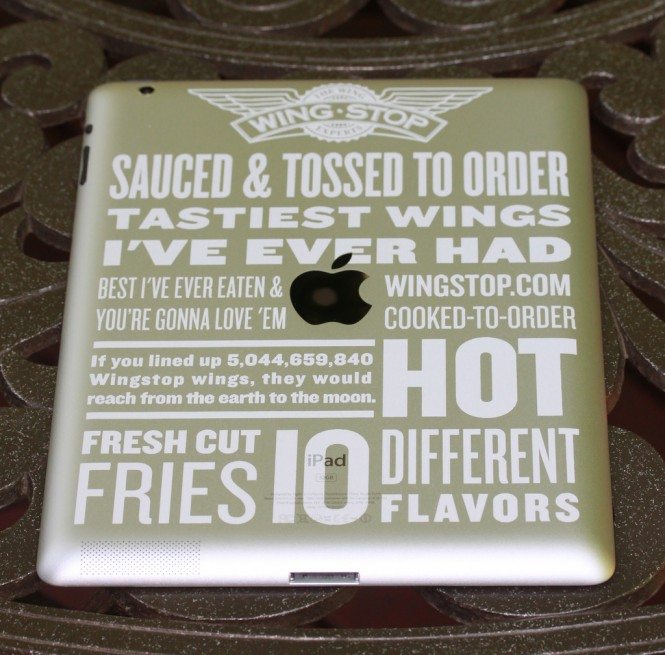 THE WING
WING·STOP
EXPERTS
SAUCED & TOSSED TO ORDER
TASTIEST WINGS
I'VE EVER HAD
BEST I'VE EVER EATEN &
YOU'RE GONNA LOVE 'EM
WINGSTOP.COM
COOKED-TO-ORDER
If you lined up 5,044,659,840
Wingstop wings, they would
reach from the earth to the moon.
HOT
FRESH CUT
FRIES
10
DIFFERENT
FLAVORS
iPad
32GB